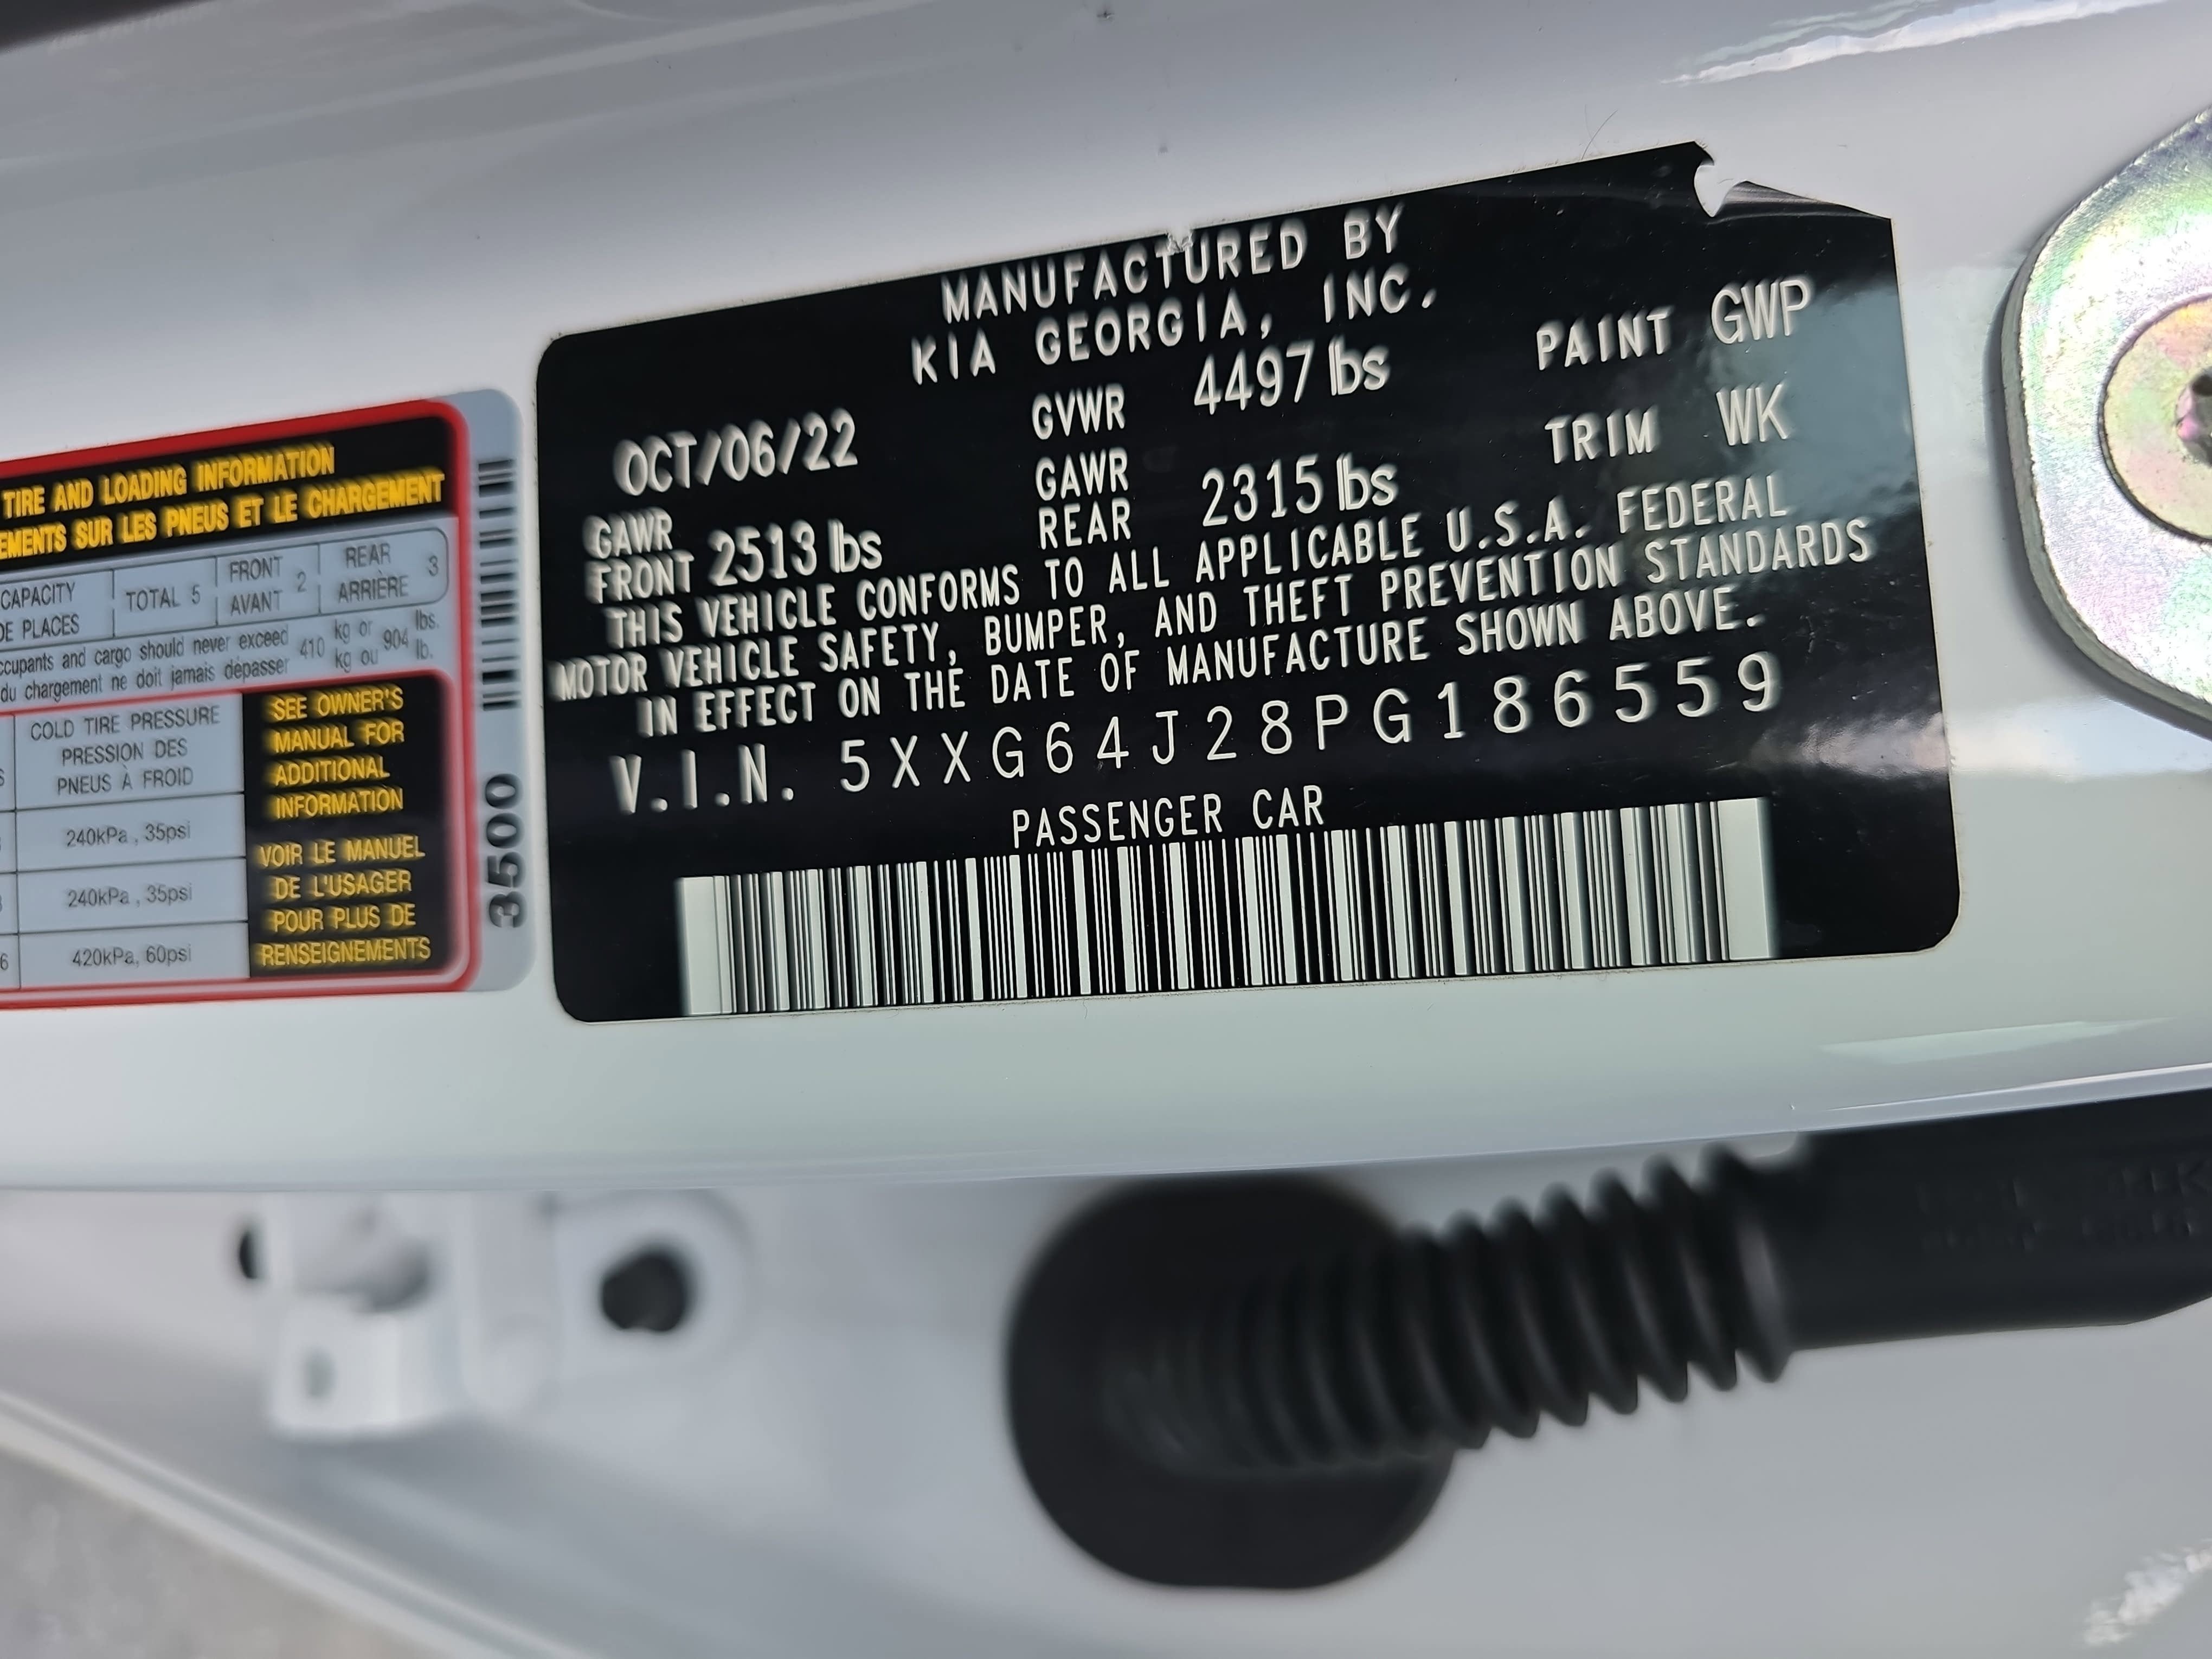 MANUFACTURED BY
KIA GEORGIA, INC.
OCT/06/22 GVWR 4497 lbs PAINT GWP
GAWR FRONT 2513 lbs GAWR REAR 2315 lbs TRIM WK
THIS VEHICLE CONFORMS TO ALL APPLICABLE U.S.A. FEDERAL
MOTOR VEHICLE SAFETY, BUMPER, AND THEFT PREVENTION STANDARDS
IN EFFECT ON THE DATE OF MANUFACTURE SHOWN ABOVE.
V.I.N. 5XXG64J28PG186559
PASSENGER CAR
TIRE AND LOADING INFORMATION
SUR LES PNEUS ET LE CHARGEMENT
CAPACITY TOTAL 5 FRONT 2 REAR 3
DE PLACES AVANT ARRIÈRE
and cargo should never exceed 410 kg or 904 lbs.
du chargement ne doit jamais dépasser kg ou lb.
COLD TIRE PRESSURE
PRESSION DES
PNEUS À FROID
240kPa, 35psi
240kPa, 35psi
420kPa, 60psi
SEE OWNER'S
MANUAL FOR
ADDITIONAL
INFORMATION
VOIR LE MANUEL
DE L'USAGER
POUR PLUS DE
RENSEIGNEMENTS
3500